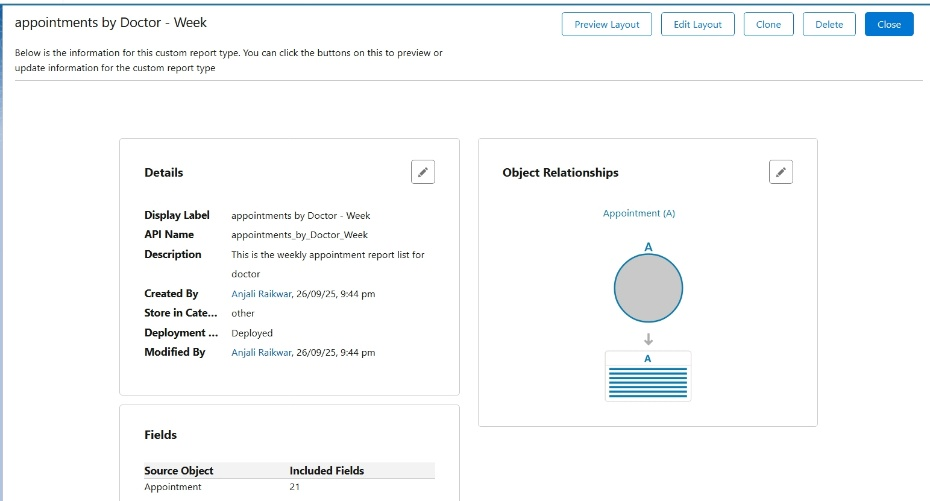 appointments by Doctor - Week
Preview Layout
Edit Layout
Clone
Delete
Close
Below is the information for this custom report type. You can click the buttons on this to preview or
update information for the custom report type
Details
Display Label appointments by Doctor - Week
API Name appointments_by_Doctor_Week
Description This is the weekly appointment report list for
doctor
Created By Anjali Raikwar, 26/09/25, 9:44 pm
Store in Cate... other
Deployment ... Deployed
Modified By Anjali Raikwar, 26/09/25, 9:44 pm
Object Relationships
Appointment (A)
A
A
Fields
Source Object Included Fields
Appointment 21